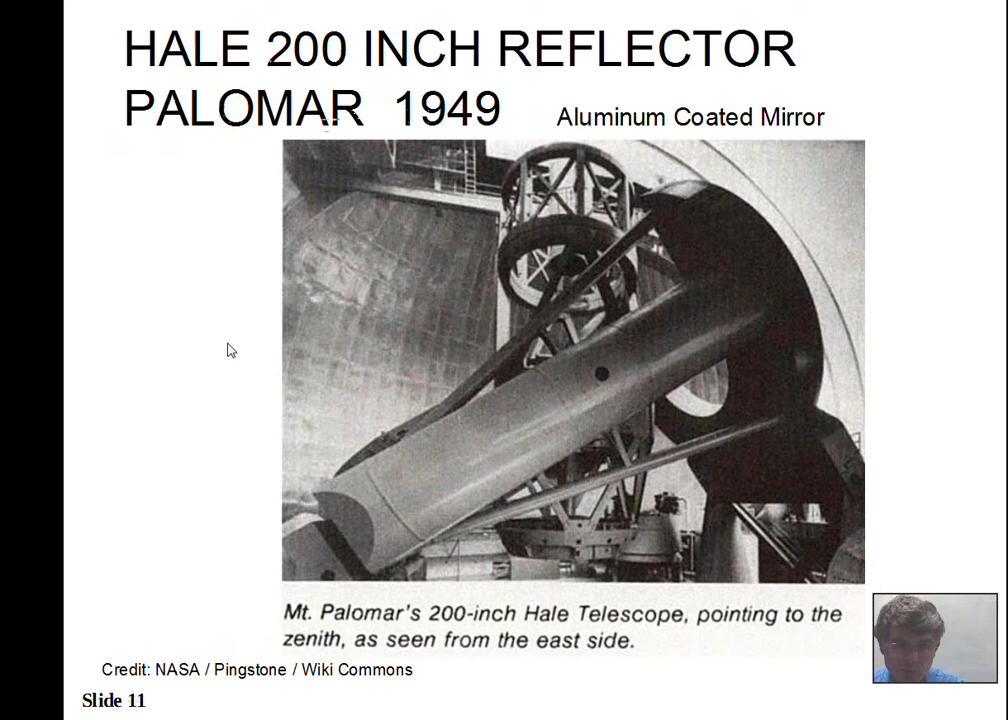 HALE 200 INCH REFLECTOR
PALOMAR 1949 Aluminum Coated Mirror
Mt. Palomar's 200-inch Hale Telescope, pointing to the
zenith, as seen from the east side.
Credit: NASA / Pingstone / Wiki Commons
Slide 11